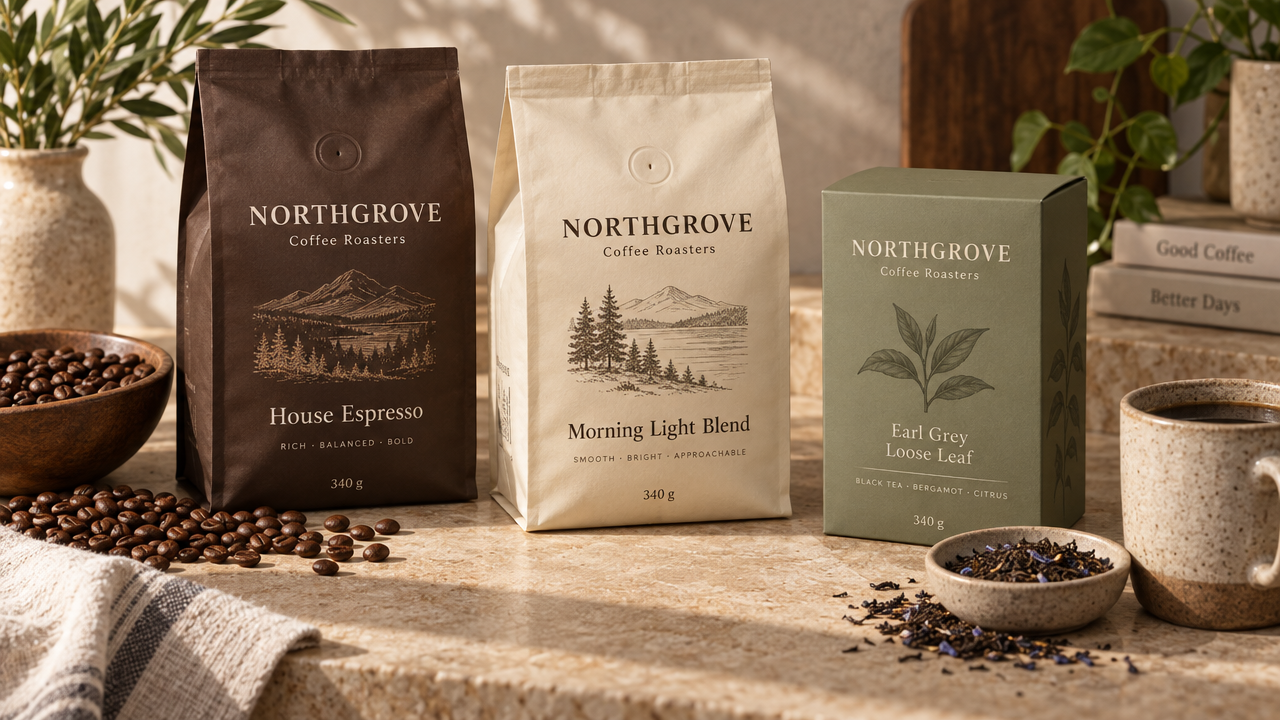 NORTHGROVE
Coffee Roasters
House Espresso
RICH · BALANCED · BOLD
340 g
NORTHGROVE
Coffee Roasters
Morning Light Blend
SMOOTH · BRIGHT · APPROACHABLE
340 g
NORTHGROVE
Coffee Roasters
Earl Grey
Loose Leaf
BLACK TEA · BERGAMOT · CITRUS
340 g
Good Coffee
Better Days